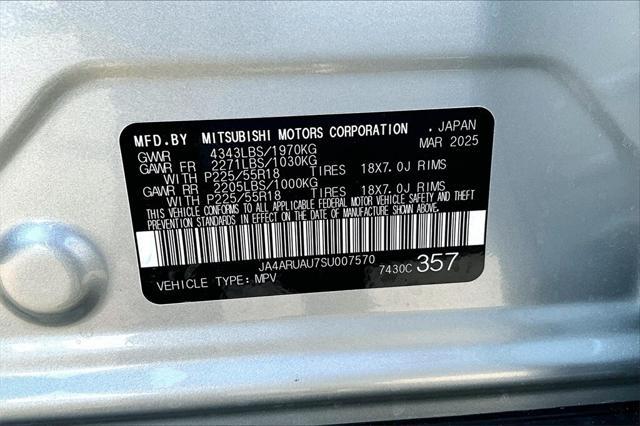 MFD.BY MITSUBISHI MOTORS CORPORATION . JAPAN
GWWR 4343LBS/1970KG MAR 2025
GAWR FR 2271LBS/1030KG
WITH P225/55R18 TIRES 18X7.0J RIMS
GAWR RR 2205LBS/1000KG
WITH P225/55R18 TIRES 18X7.0J RIMS
THIS VEHICLE CONFORMS TO ALL APPLICABLE FEDERAL MOTOR VEHICLE SAFETY AND THEFT
PREVENTION STANDARDS IN EFFECT ON THE DATE OF MANUFACTURE SHOWN ABOVE.
JA4ARUAU7SU007570 7430C 357
VEHICLE TYPE: MPV